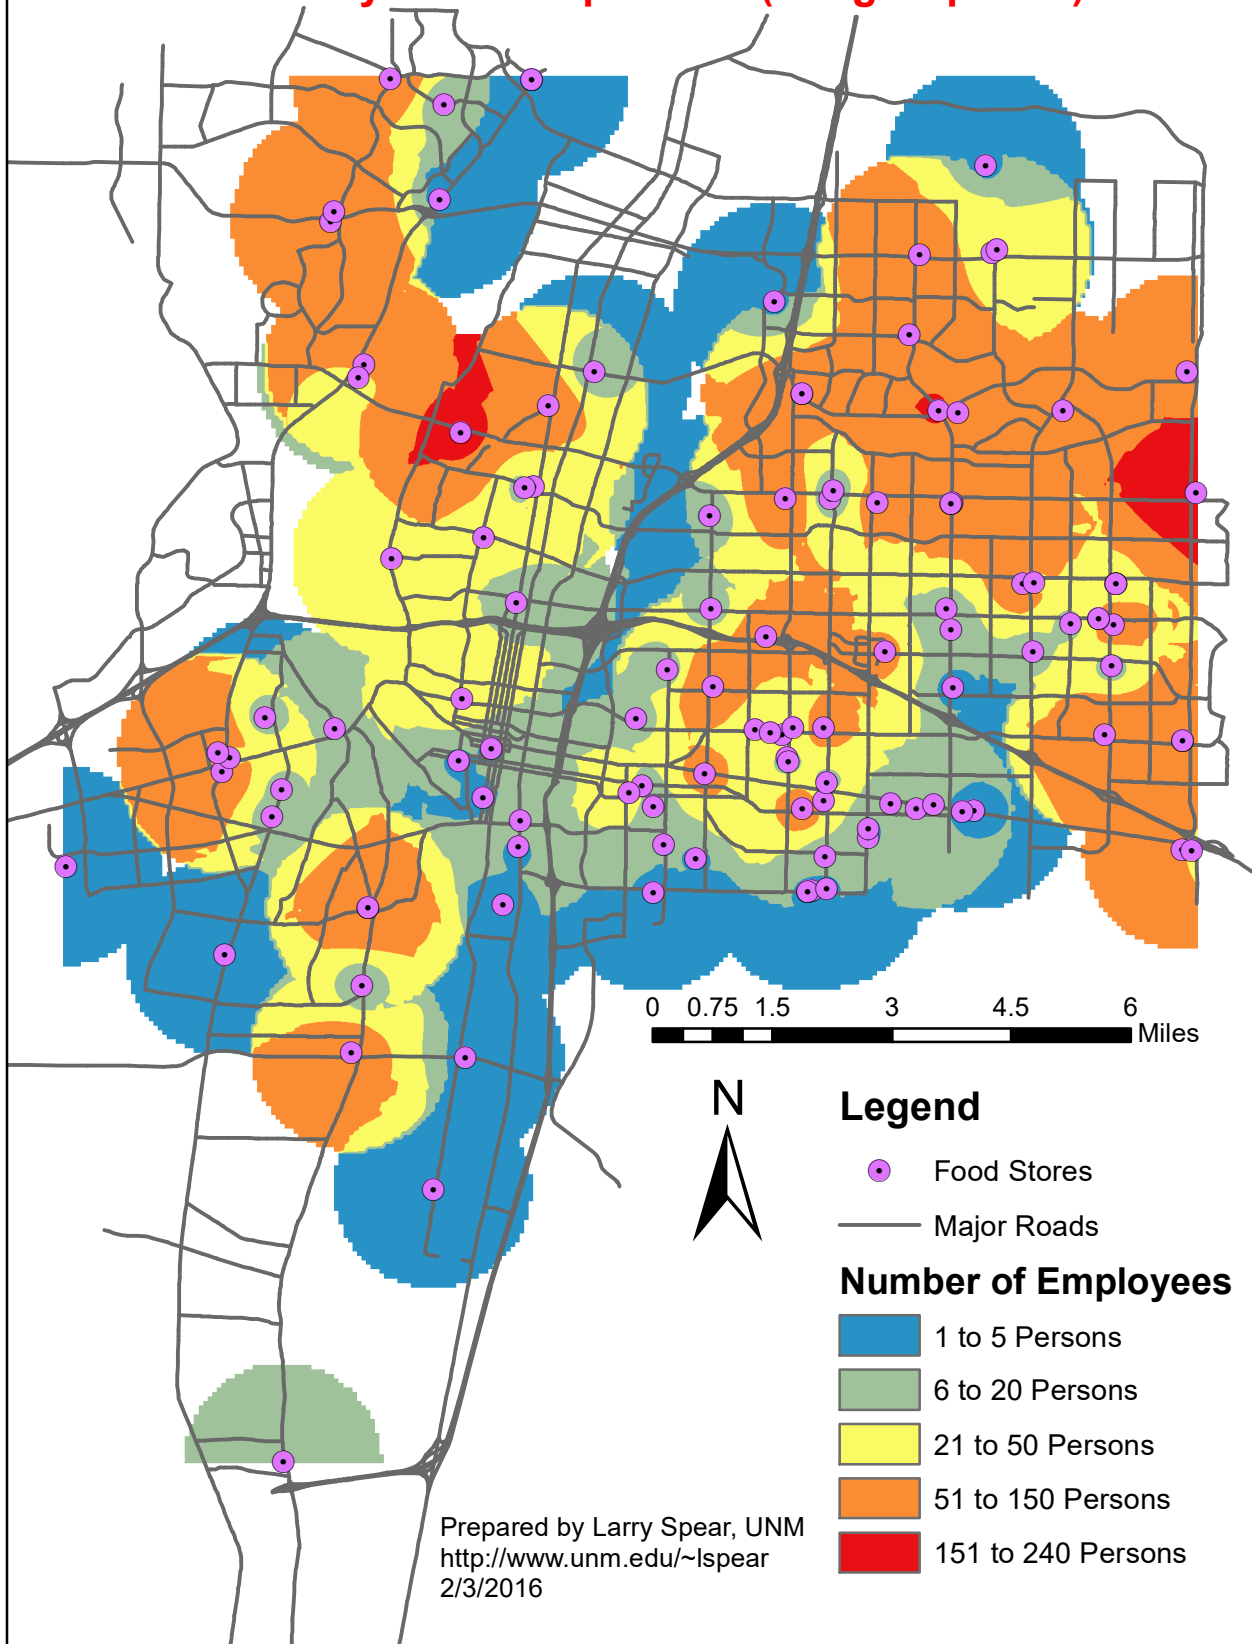 0 0.75 1.5 3 4.5 6
Miles
N
Legend
Food Stores
Major Roads
Number of Employees
1 to 5 Persons
6 to 20 Persons
21 to 50 Persons
51 to 150 Persons
151 to 240 Persons
Prepared by Larry Spear, UNM
http://www.unm.edu/~lspear
2/3/2016